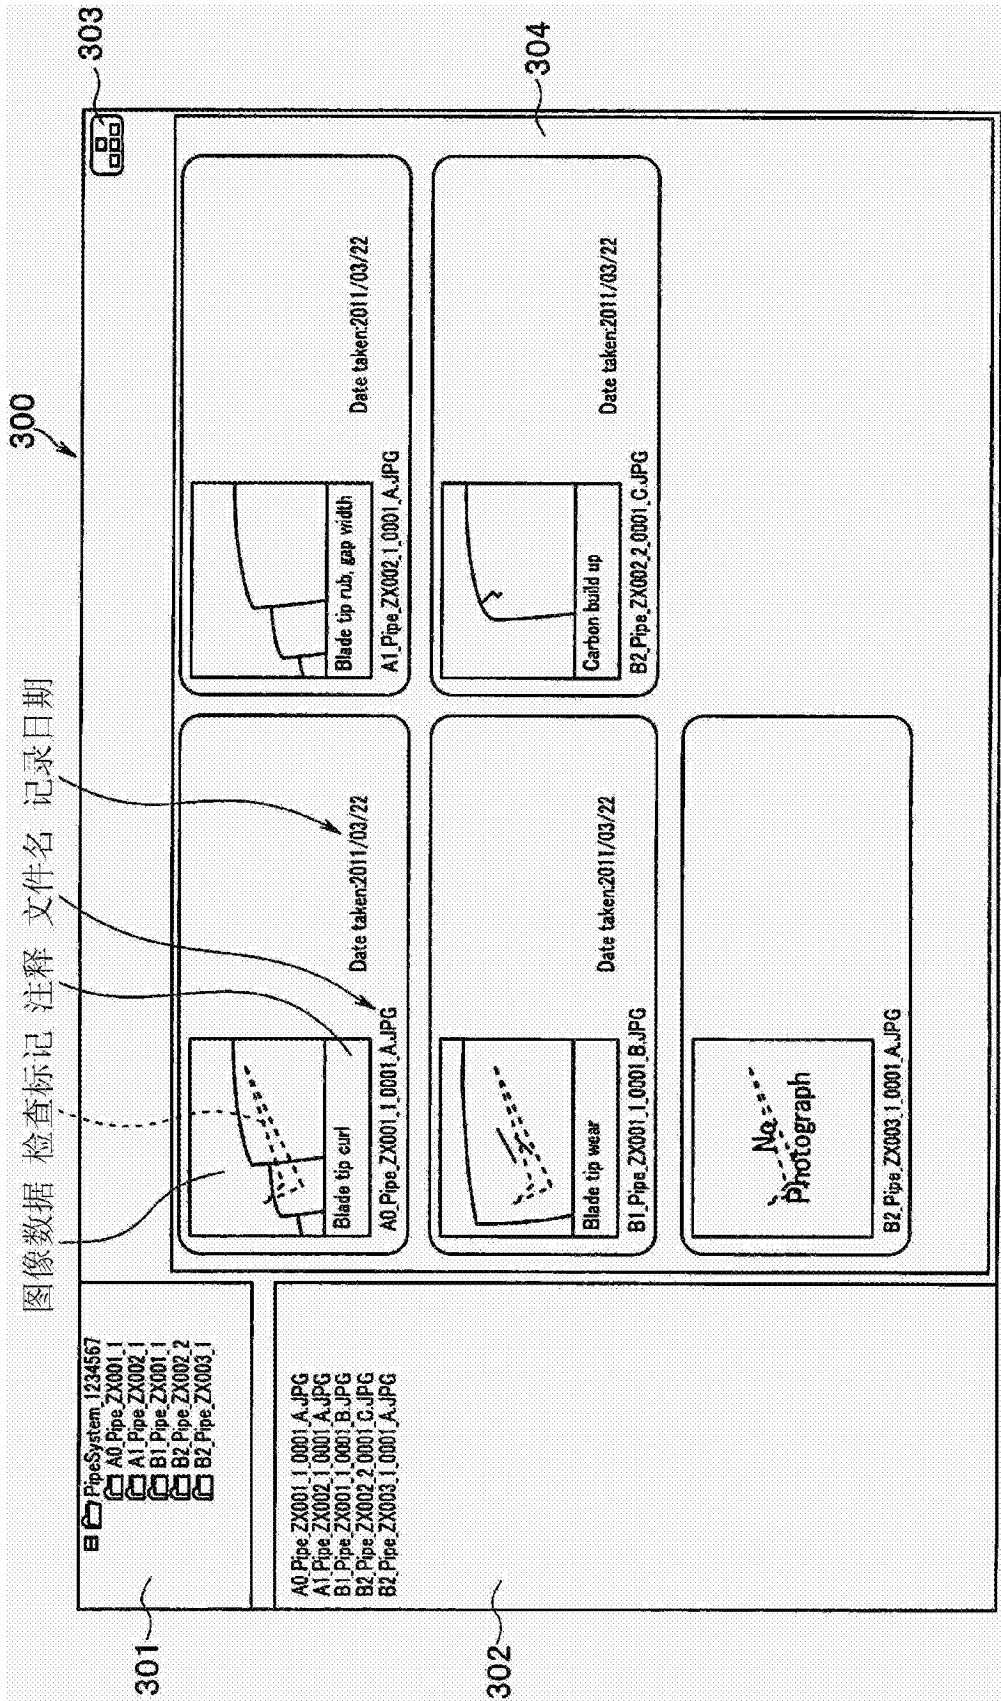 300
303
图像数据 检查标记 注释 文件名 记录日期
301
PipeSystem_1234567
A0_Pipe_ZX001_1
A1_Pipe_ZX002_1
B1_Pipe_ZX001_1
B2_Pipe_ZX002_2
B2_Pipe_ZX003_1
302
A0_Pipe_ZX001_1_0001_A.JPG
A1_Pipe_ZX002_1_0001_A.JPG
B1_Pipe_ZX001_1_0001_B.JPG
B2_Pipe_ZX002_2_0001_C.JPG
B2_Pipe_ZX003_1_0001_A.JPG
Blade tip curl
Date taken:2011/03/22
A0_Pipe_ZX001_1_0001_A.JPG
Blade tip rub, gap width
Date taken:2011/03/22
A1_Pipe_ZX002_1_0001_A.JPG
Blade tip wear
Date taken:2011/03/22
B1_Pipe_ZX001_1_0001_B.JPG
Carbon build up
Date taken:2011/03/22
B2_Pipe_ZX002_2_0001_C.JPG
No
Photograph
B2_Pipe_ZX003_1_0001_A.JPG
304